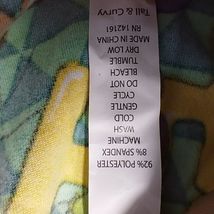 Tall & Curvy
RN 142161
MADE IN CHINA
DRY LOW
TUMBLE
BLEACH
DO NOT
CYCLE
GENTLE
COLD
WASH
MACHINE
8% SPANDEX
92% POLYESTER